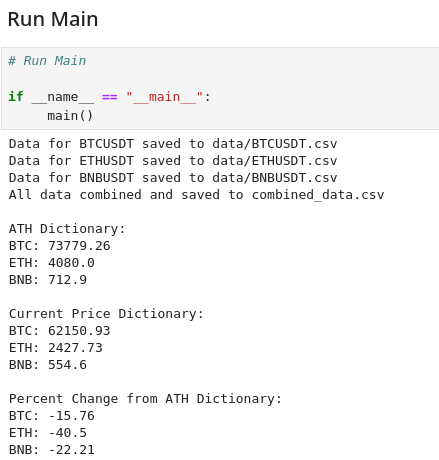 Run Main
# Run Main
if __name__ == "__main__":
main()
Data for BTCUSDT saved to data/BTCUSDT.csv
Data for ETHUSDT saved to data/ETHUSDT.csv
Data for BNBUSDT saved to data/BNBUSDT.csv
All data combined and saved to combined_data.csv
ATH Dictionary:
BTC: 73779.26
ETH: 4080.0
BNB: 712.9
Current Price Dictionary:
BTC: 62150.93
ETH: 2427.73
BNB: 554.6
Percent Change from ATH Dictionary:
BTC: -15.76
ETH: -40.5
BNB: -22.21